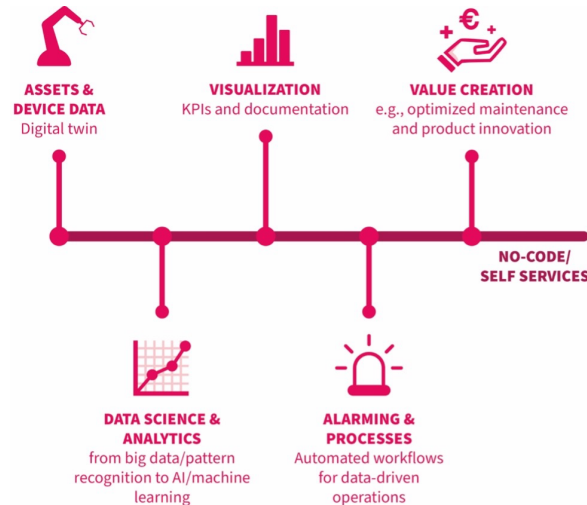 ASSETS &
DEVICE DATA
Digital twin
VISUALIZATION
KPIs and documentation
€
VALUE CREATION
e.g., optimized maintenance
and product innovation
NO-CODE/
SELF SERVICES
DATA SCIENCE &
ANALYTICS
from big data/pattern
recognition to AI/machine
learning
ALARMING &
PROCESSES
Automated workflows
for data-driven
operations